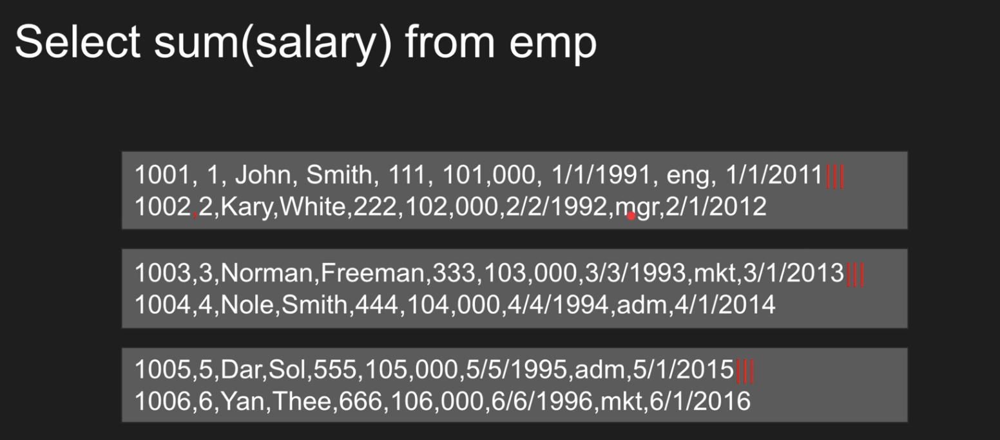 Select sum(salary) from emp
1001, 1, John, Smith, 111, 101,000, 1/1/1991, eng, 1/1/2011|||
1002,2,Kary,White,222,102,000,2/2/1992,mgr,2/1/2012
1003,3,Norman,Freeman,333,103,000,3/3/1993,mkt,3/1/2013|||
1004,4,Nole,Smith,444,104,000,4/4/1994,adm,4/1/2014
1005,5,Dar,Sol,555,105,000,5/5/1995,adm,5/1/2015|||
1006,6,Yan,Thee,666,106,000,6/6/1996,mkt,6/1/2016